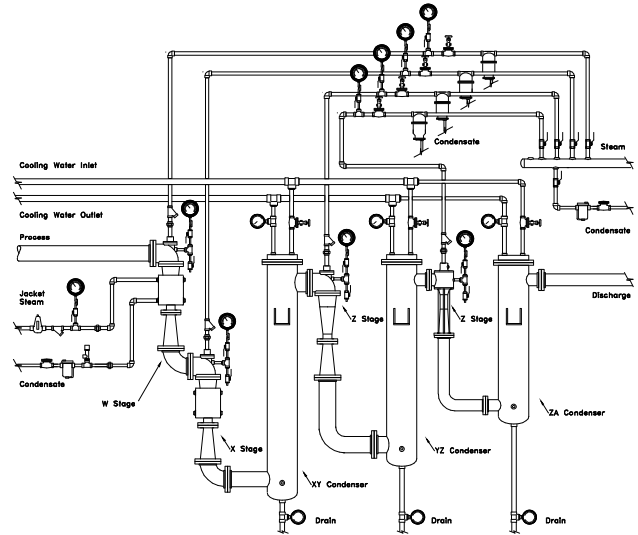 Condensate
Steam
Cooling Water Inlet
Cooling Water Outlet
Condensate
Process
Jacket
Steam
Discharge
Z Stage
Z Stage
Condensate
W Stage
ZA Condenser
X Stage
YZ Condenser
XY Condenser
Drain
Drain
Drain